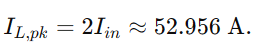 I_{L,pk} = 2I_{in} ≈ 52.956 A.